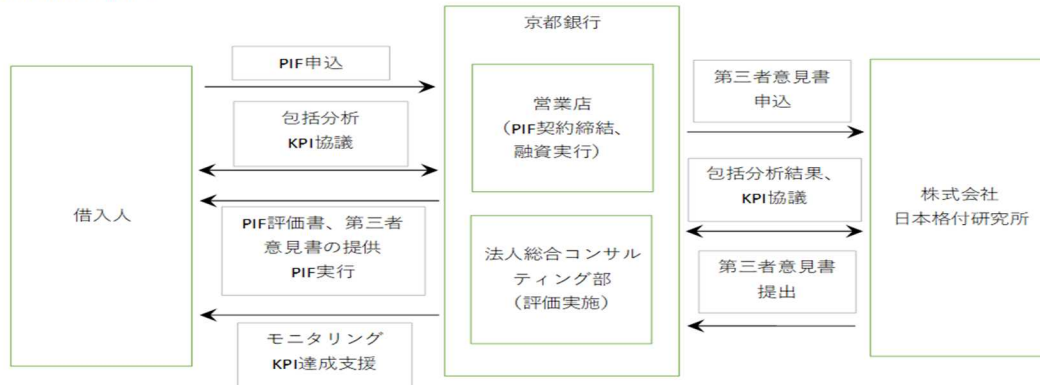 借入人
PIF申込
包括分析
KPI協議
PIF評価書、第三者
意見書の提供
PIF実行
モニタリング
KPI達成支援
京都銀行
営業店
（PIF契約締結、
融資実行）
法人総合コンサル
ティング部
（評価実施）
第三者意見書
申込
包括分析結果、
KPI協議
第三者意見書
提出
株式会社
日本格付研究所